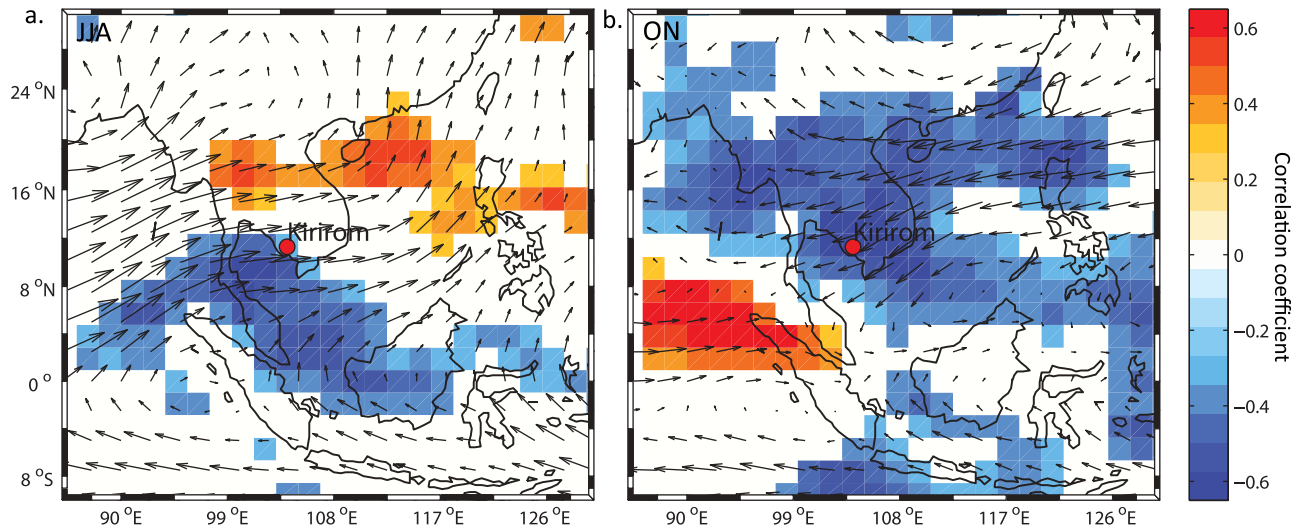 a.
JJA
Kirirom
24 °N
16 °N
8 °N
0 °
8 °S
90 °E
99 °E
108 °E
117 °E
126 °E
b.
ON
Kirirom
90 °E
99 °E
108 °E
117 °E
126 °E
0.6
0.4
0.2
0
−0.2
−0.4
−0.6
Correlation coefficient